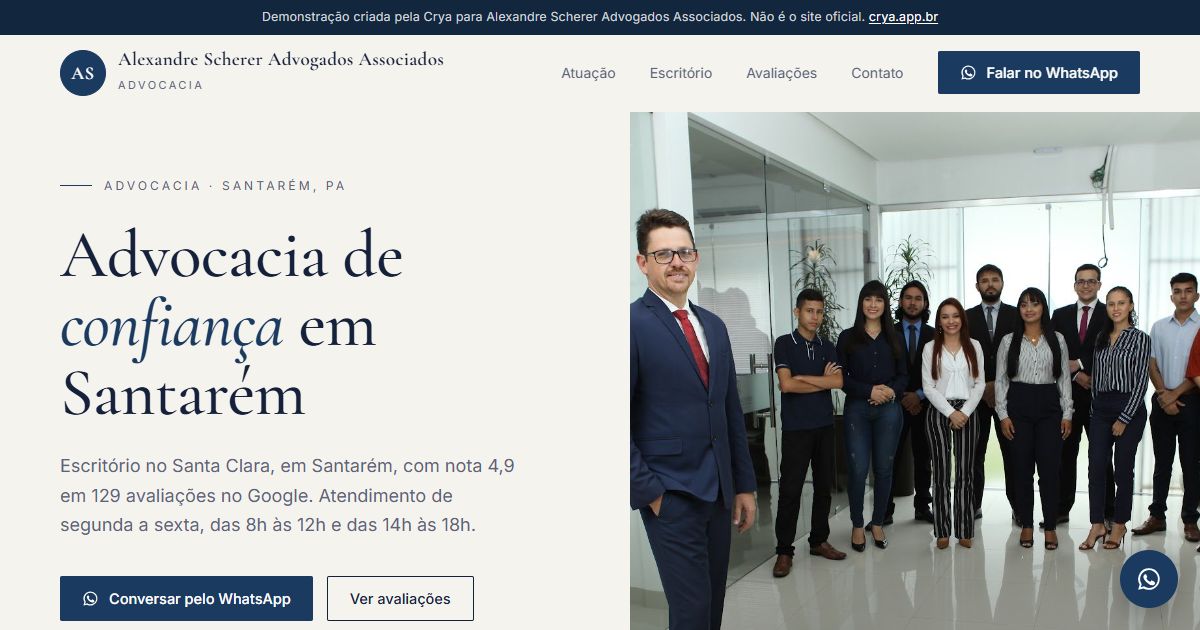 Demonstração criada pela Crya para Alexandre Scherer Advogados Associados. Não é o site oficial. crya.app.br
AS
Alexandre Scherer Advogados Associados
ADVOCACIA
Atuação
Escritório
Avaliações
Contato
Falar no WhatsApp
ADVOCACIA · SANTARÉM, PA
Advocacia de
confiança em
Santarém
Escritório no Santa Clara, em Santarém, com nota 4,9
em 129 avaliações no Google. Atendimento de
segunda a sexta, das 8h às 12h e das 14h às 18h.
Conversar pelo WhatsApp
Ver avaliações